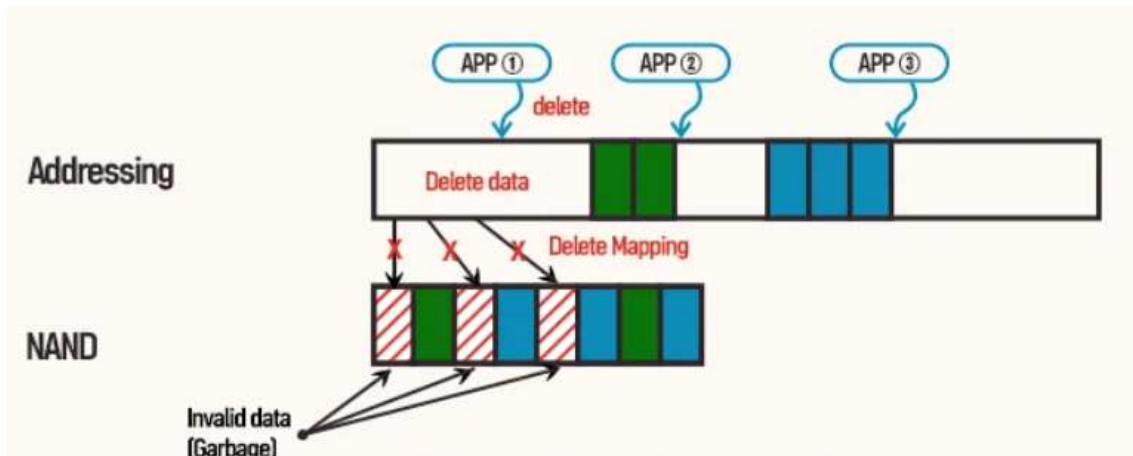 APP ①
APP ②
APP ③
delete
Addressing
Delete data
X X X
Delete Mapping
NAND
Invalid data
(Garbage)